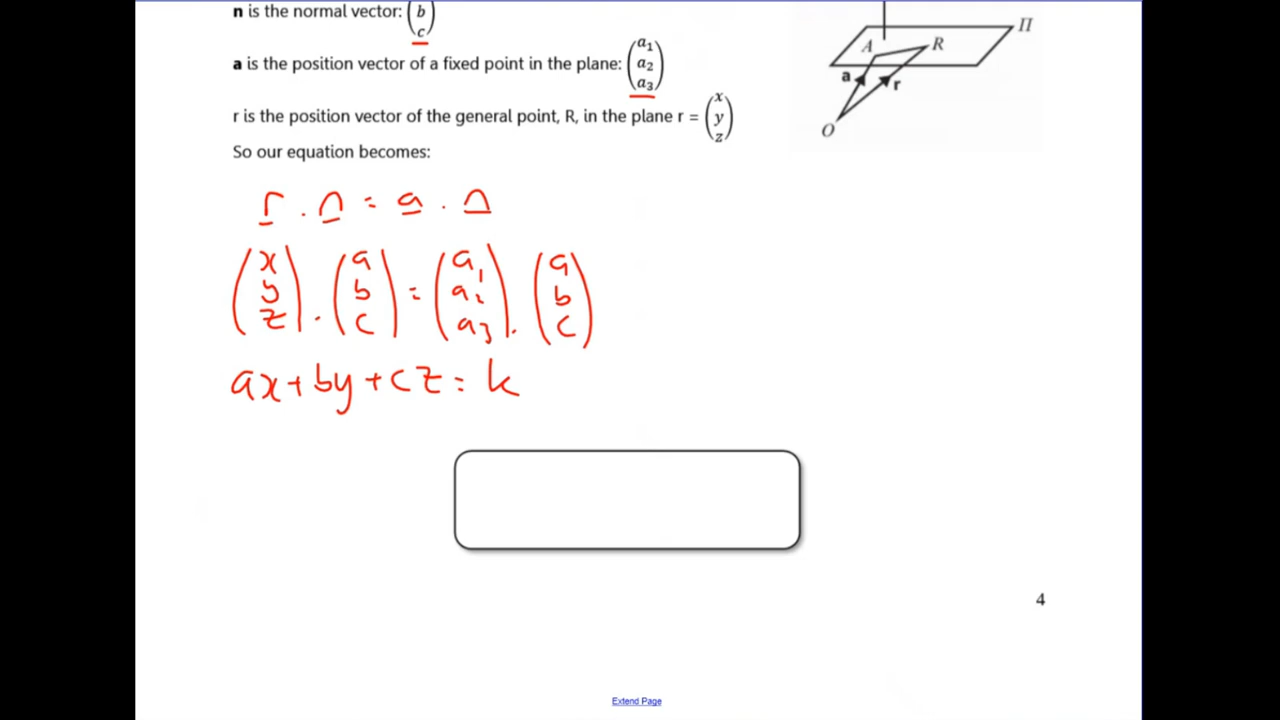 n is the normal vector: (b
c)
a is the position vector of a fixed point in the plane: (a₁
a₂
a₃)
r is the position vector of the general point, R, in the plane r = (x
y
z)
Π
A
R
a
r
O
So our equation becomes:
r . n = a . n
(x y z) . (a b c) = (a₁ a₂ a₃) . (a b c)
ax + by + cz = k
4
Extend Page